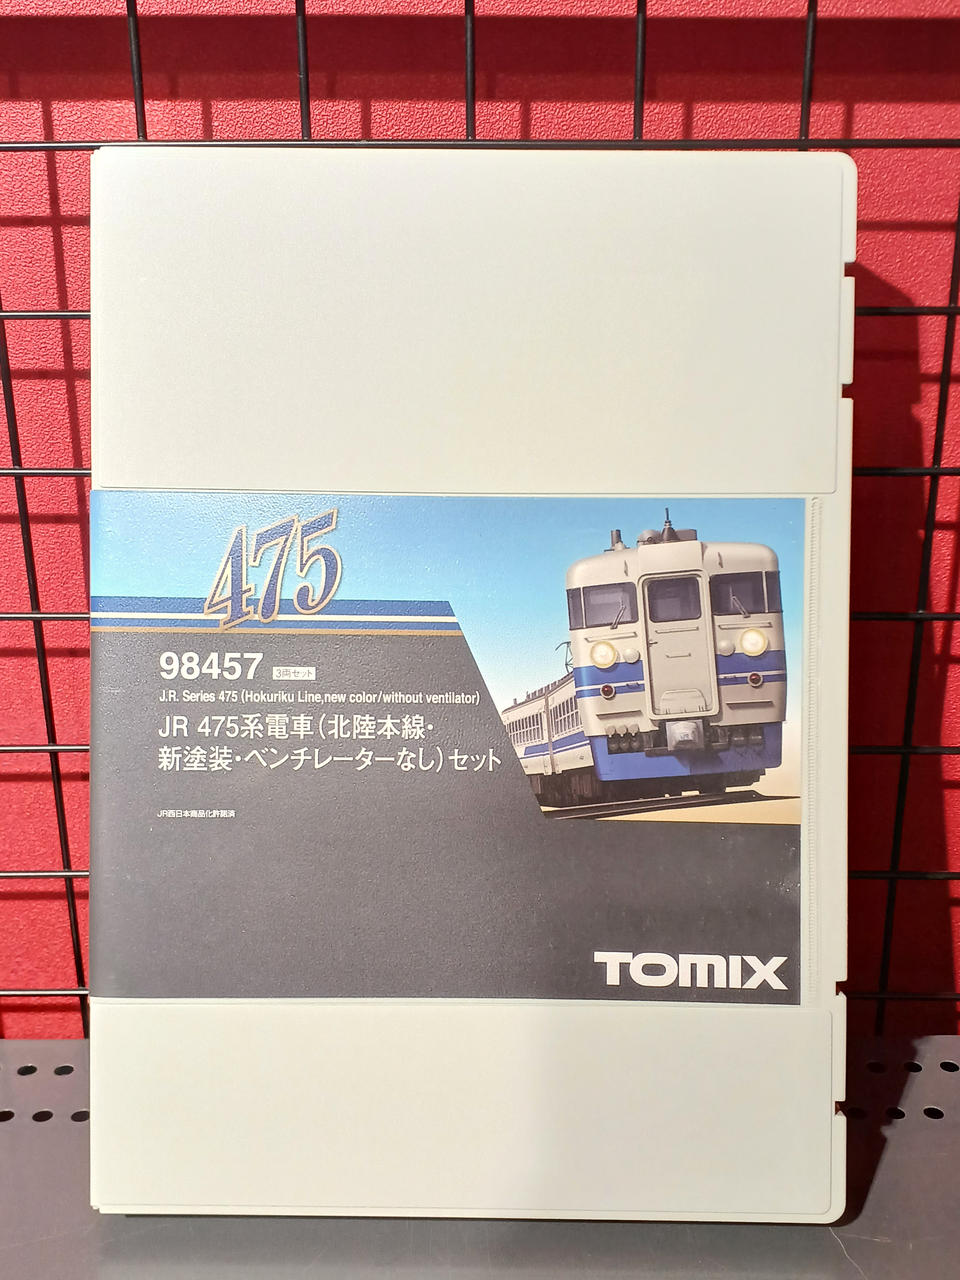 475
98457 3両セット
J.R. Series 475 (Hokuriku Line,new color/without ventilator)
JR 475系電車(北陸本線・
新塗装・ベンチレーターなし)セット
JR西日本商品化許諾済
TOMIX